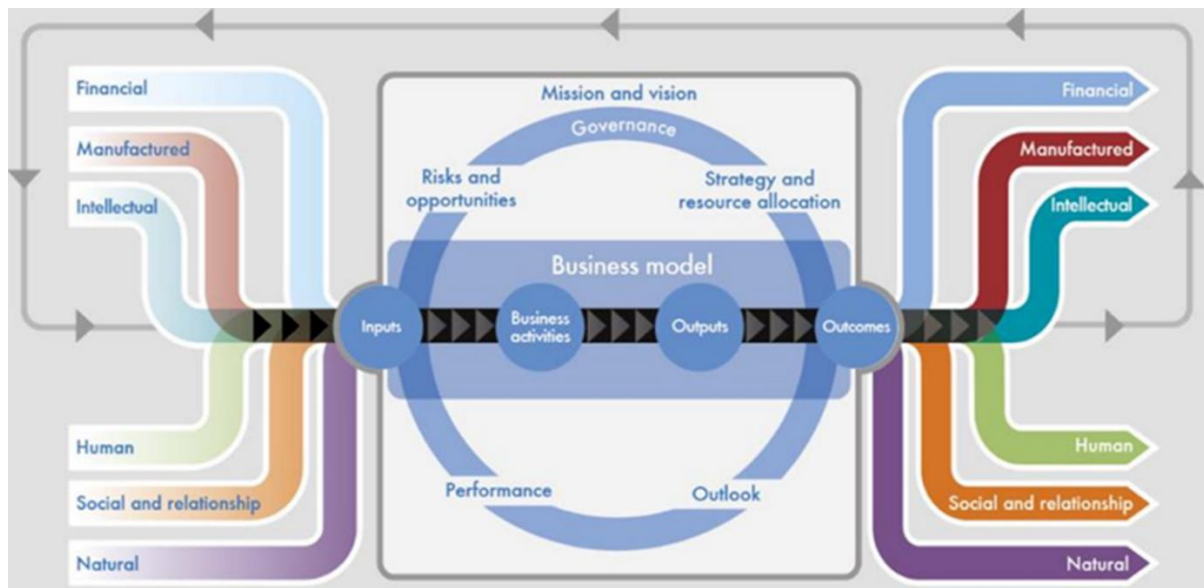 Financial
Manufactured
Intellectual
Human
Social and relationship
Natural
Mission and vision
Governance
Risks and
opportunities
Strategy and
resource allocation
Business model
Inputs
Business
activities
Outputs
Outcomes
Performance
Outlook
Financial
Manufactured
Intellectual
Human
Social and relationship
Natural